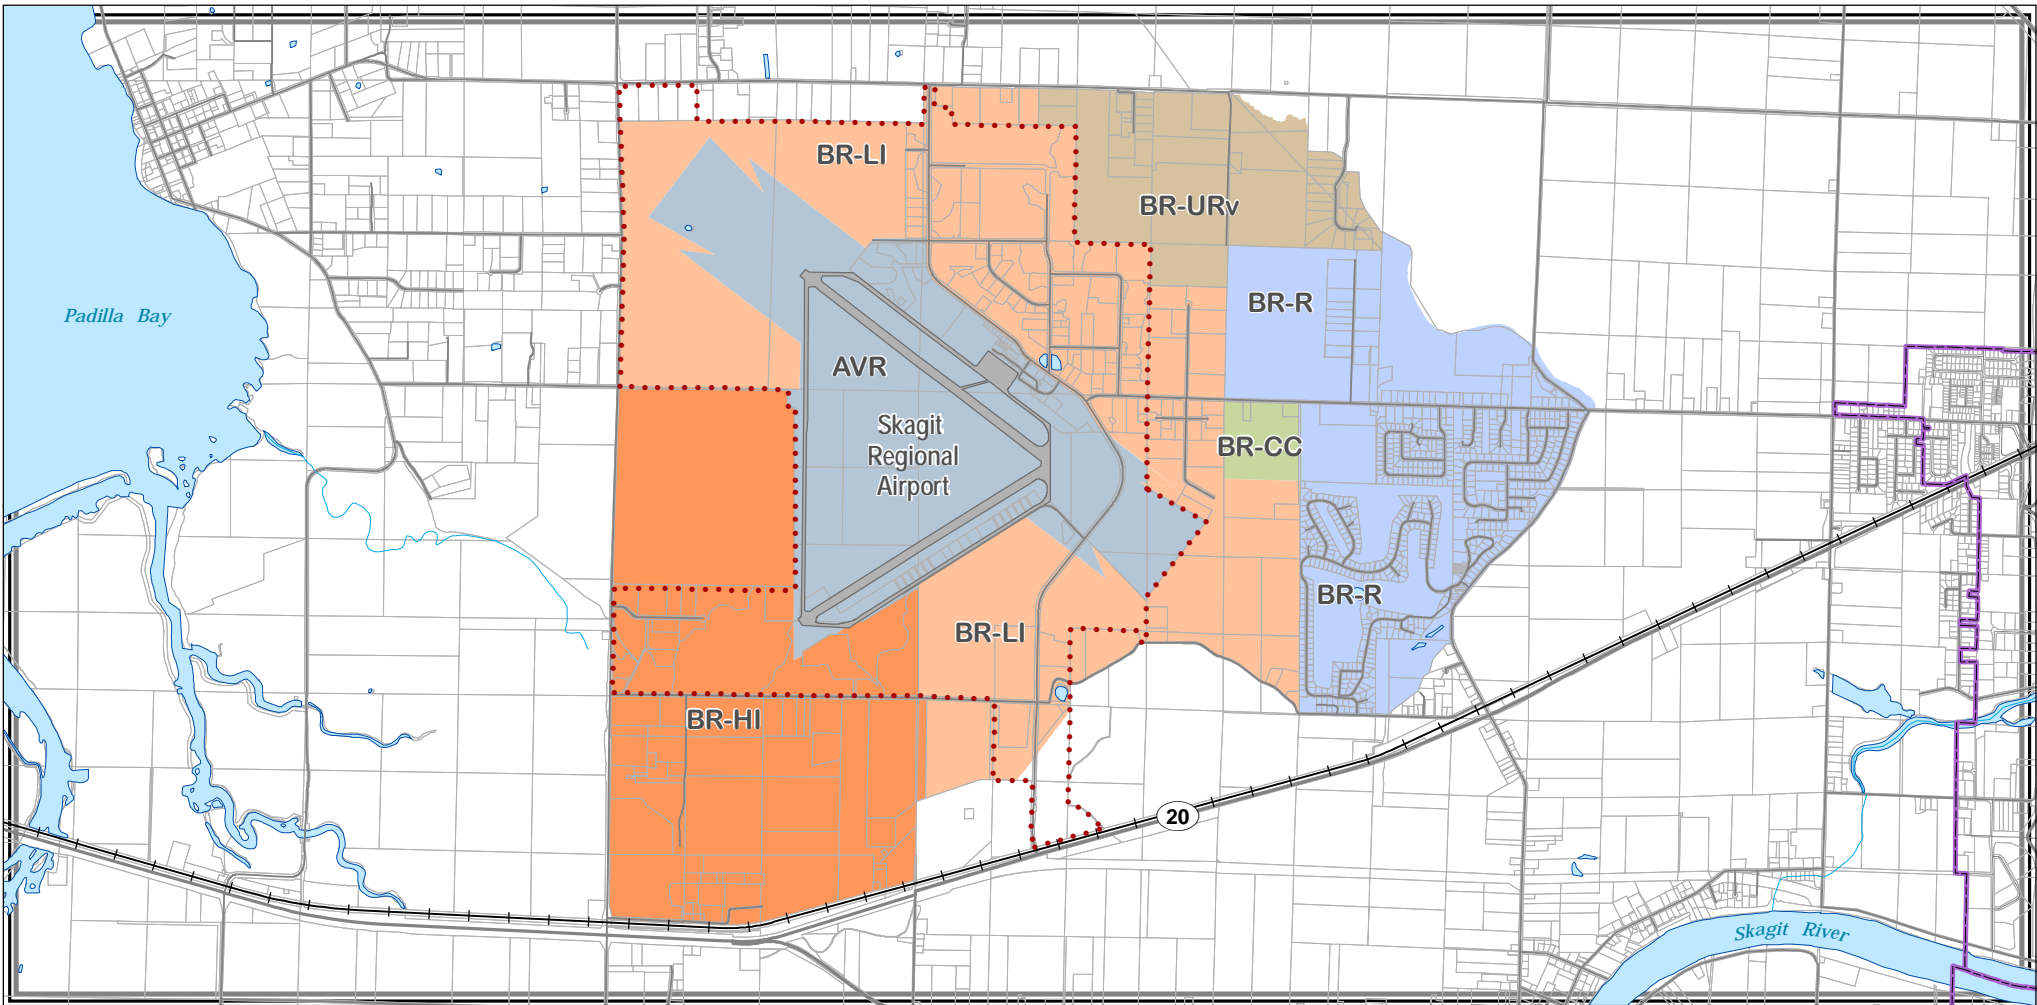 BR-LI
BR-URv
BR-R
Padilla Bay
AVR
Skagit
Regional
Airport
BR-CC
BR-R
BR-LI
BR-HI
20
Skagit River